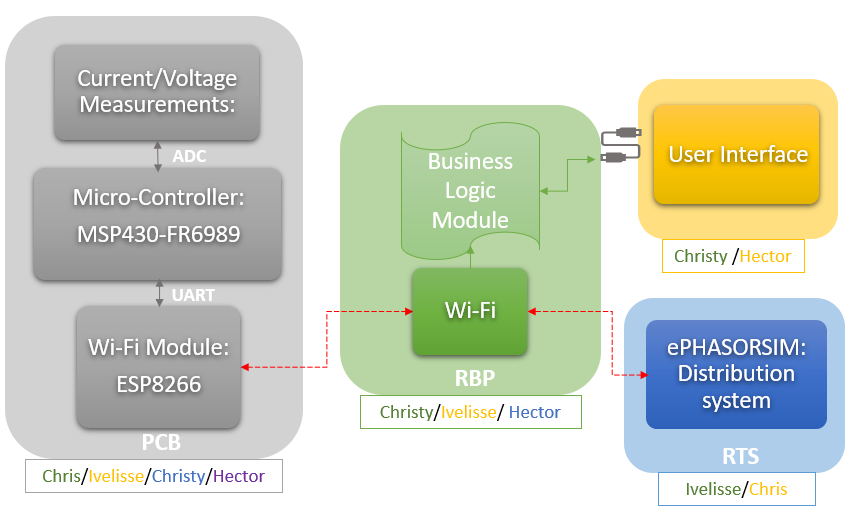 Current/Voltage
Measurements:
ADC
Micro-Controller:
MSP430-FR6989
UART
Wi-Fi Module:
ESP8266
PCB
Chris/Ivelisse/Christy/Hector
Business
Logic
Module
Wi-Fi
RBP
Christy/Ivelisse/ Hector
User Interface
Christy /Hector
ePHASORSIM:
Distribution
system
RTS
Ivelisse/Chris